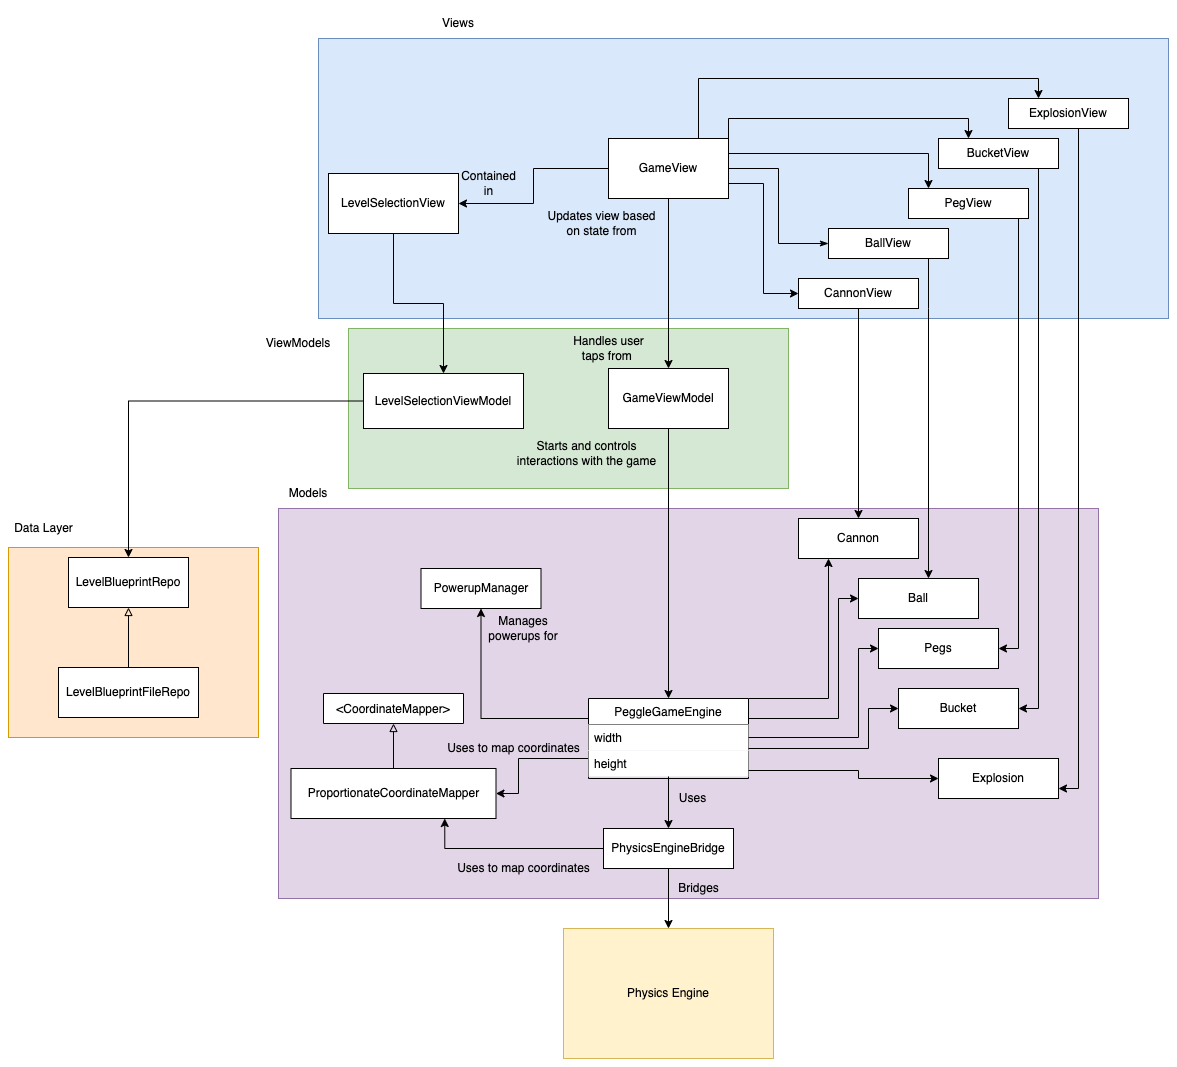 Views
ExplosionView
BucketView
GameView
Contained
in
LevelSelectionView
PegView
Updates view based
on state from
BallView
CannonView
ViewModels
Handles user
taps from
LevelSelectionViewModel
GameViewModel
Starts and controls
interactions with the game
Models
Data Layer
Cannon
LevelBlueprintRepo
PowerupManager
Ball
Manages
powerups for
Pegs
LevelBlueprintFileRepo
<CoordinateMapper>
PeggleGameEngine
Bucket
width
Uses to map coordinates
height
Explosion
ProportionateCoordinateMapper
Uses
PhysicsEngineBridge
Uses to map coordinates
Bridges
Physics Engine